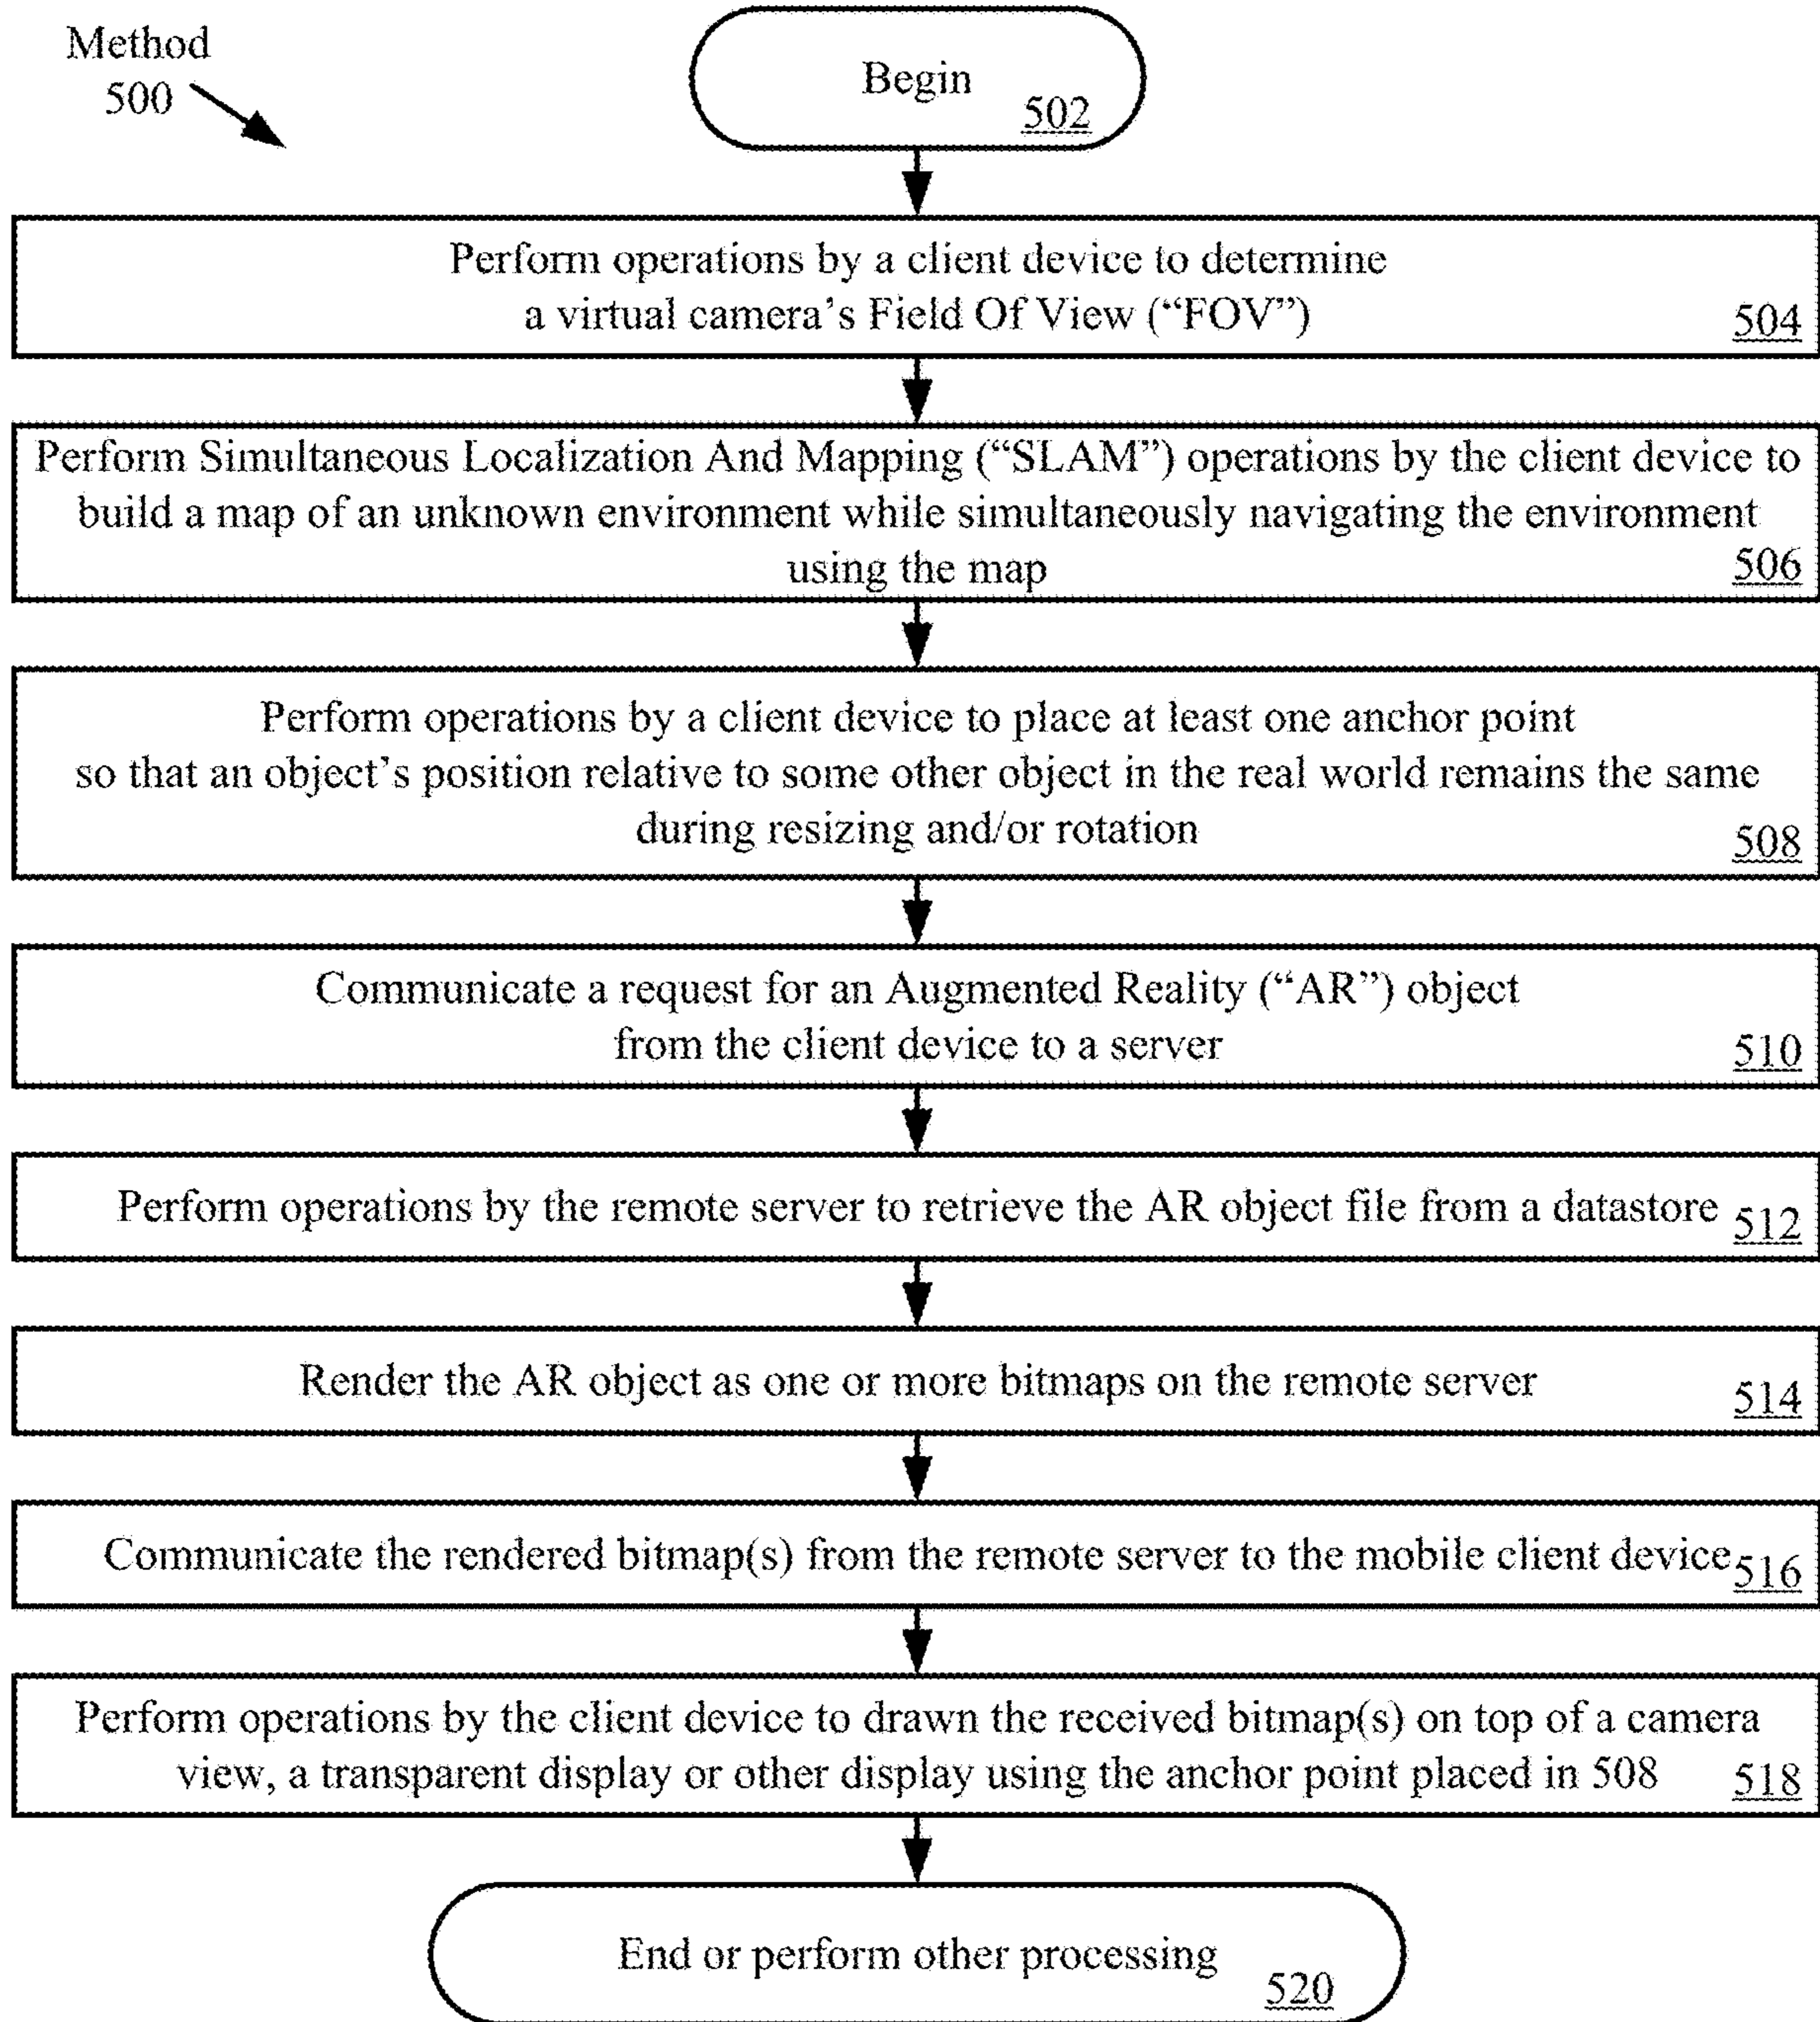 Method
500
Begin
502
Perform operations by a client device to determine
a virtual camera's Field Of View (“FOV”)
504
Perform Simultaneous Localization And Mapping (“SLAM”) operations by the client device to
build a map of an unknown environment while simultaneously navigating the environment
using the map
506
Perform operations by a client device to place at least one anchor point
so that an object's position relative to some other object in the real world remains the same
during resizing and/or rotation
508
Communicate a request for an Augmented Reality (“AR”) object
from the client device to a server
510
Perform operations by the remote server to retrieve the AR object file from a datastore
512
Render the AR object as one or more bitmaps on the remote server
514
Communicate the rendered bitmap(s) from the remote server to the mobile client device
516
Perform operations by the client device to drawn the received bitmap(s) on top of a camera
view, a transparent display or other display using the anchor point placed in 508
518
End or perform other processing
520